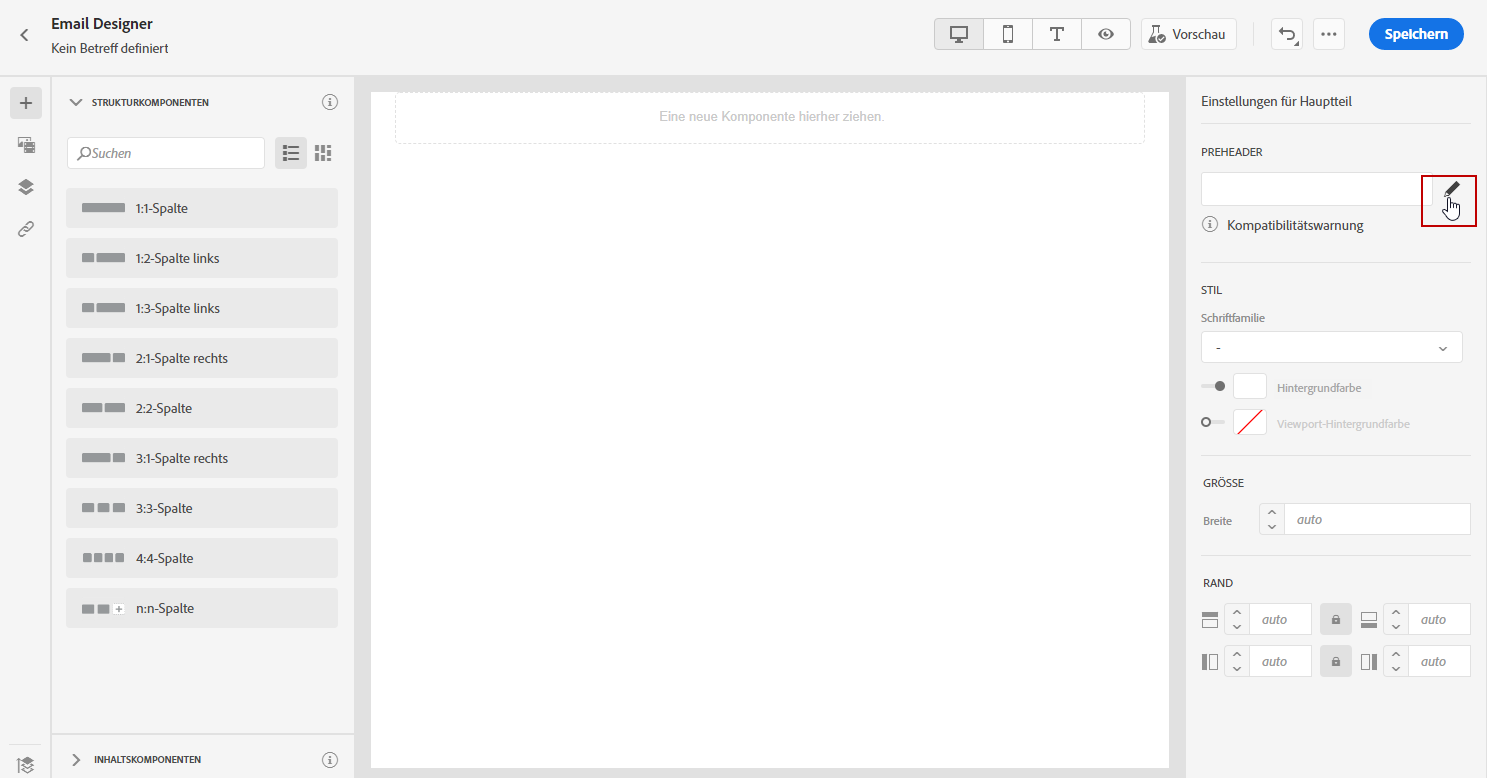 Email Designer
Kein Betreff definiert
Vorschau
Speichern
STRUKTURKOMPONENTEN
Suchen
1:1-Spalte
1:2-Spalte links
1:3-Spalte links
2:1-Spalte rechts
2:2-Spalte
3:1-Spalte rechts
3:3-Spalte
4:4-Spalte
n:n-Spalte
INHALTSKOMPONENTEN
Eine neue Komponente hierher ziehen.
Einstellungen für Hauptteil
PREHEADER
Kompatibilitätswarnung
STIL
Schriftfamilie
-
Hintergrundfarbe
Viewport-Hintergrundfarbe
GRÖSSE
Breite auto
RAND
auto auto
auto auto